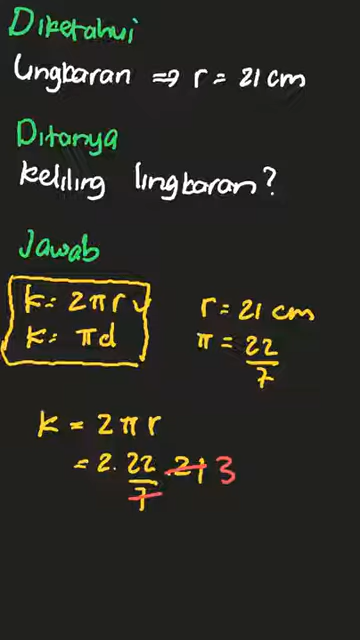 Diketahui
Lingkaran => r = 21 cm
Ditanya
keliling lingkaran?
Jawab
k = 2πr ✓
k = πd
r = 21 cm
π = 22/7
k = 2πr
= 2. 22/7 . 21 3